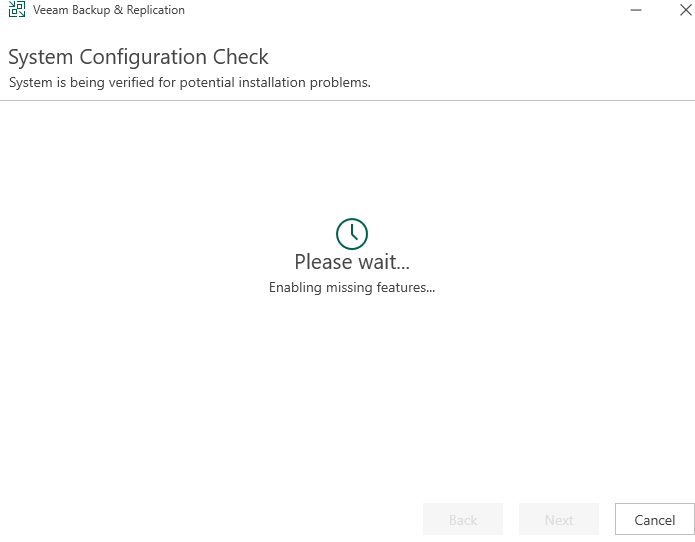 Veeam Backup & Replication
System Configuration Check
System is being verified for potential installation problems.
Please wait...
Enabling missing features...
Back Next Cancel